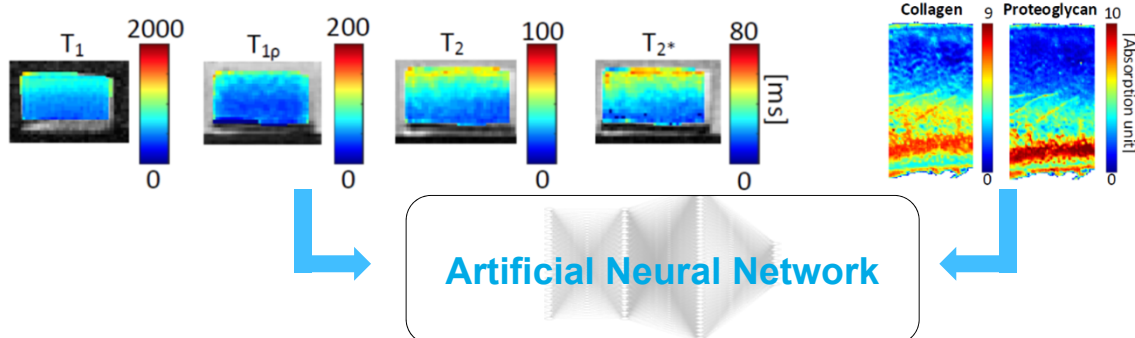 T1
2000
0
T1ρ
200
0
T2
100
0
T2*
80
0
[ms]
Collagen
9
0
Proteoglycan
10
0
[Absorption unit]
Artificial Neural Network